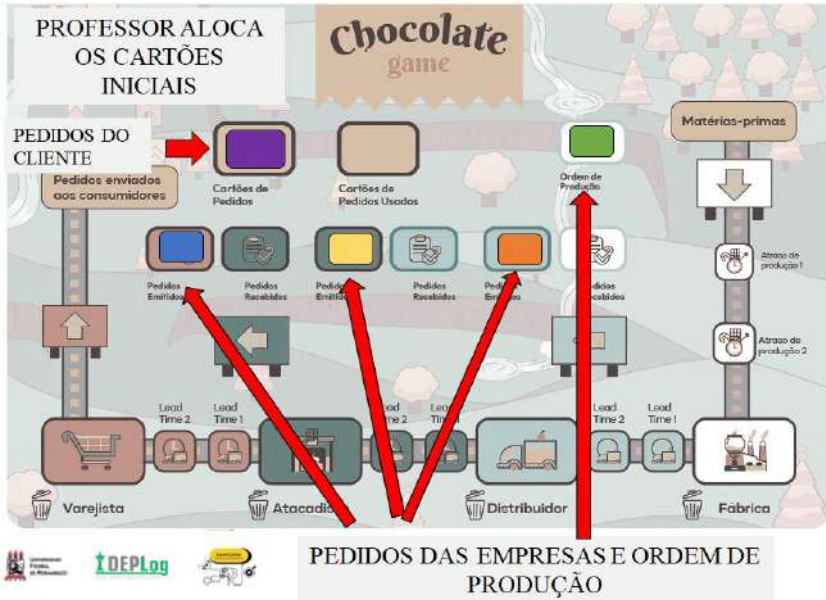 PROFESSOR ALOCA
OS CARTÕES
INICIAIS
Chocolate
game
PEDIDOS DO
CLIENTE
Pedidos enviados
aos consumidores
Cartões de
Pedidos
Cartões de
Pedidos Usados
Ordem de
Produção
Matérias-primas
Pedidos
Emitidos
Pedidos
Recebidos
Pedidos
Emitidos
Pedidos
Recebidos
Pedidos
Atraso de
produção 1
Atraso de
produção 2
Lead
Time 2
Lead
Time 1
Time 2
Lead
Time 2
Lead
Time 1
Varejista
Distribuidor
Fábrica
IDEPLog
PEDIDOS DAS EMPRESAS E ORDEM DE
PRODUÇÃO